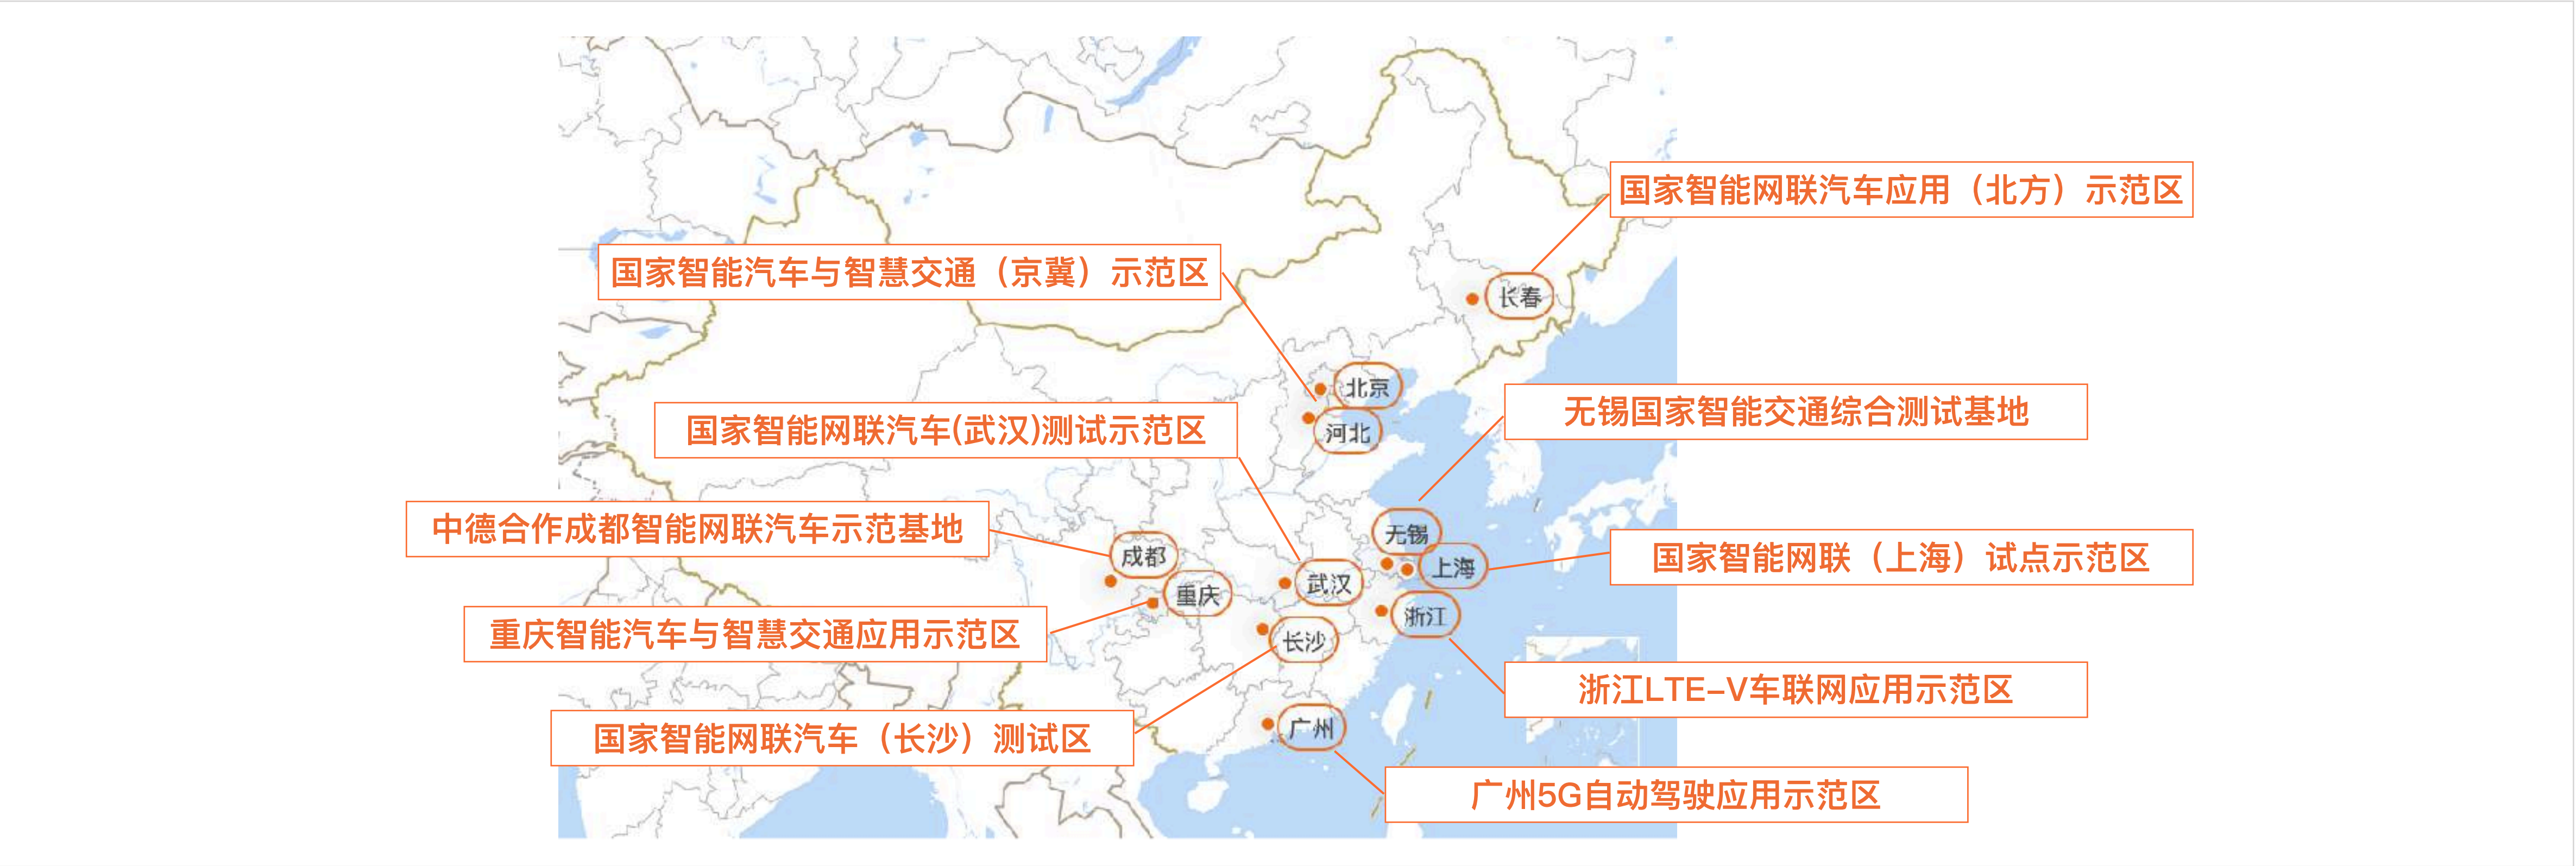 国家智能网联汽车应用（北方）示范区
国家智能汽车与智慧交通（京冀）示范区
长春
北京
无锡国家智能交通综合测试基地
国家智能网联汽车(武汉)测试示范区
河北
中德合作成都智能网联汽车示范基地
无锡
成都
国家智能网联（上海）试点示范区
上海
武汉
重庆
浙江
重庆智能汽车与智慧交通应用示范区
长沙
浙江LTE-V车联网应用示范区
国家智能网联汽车（长沙）测试区
广州
广州5G自动驾驶应用示范区